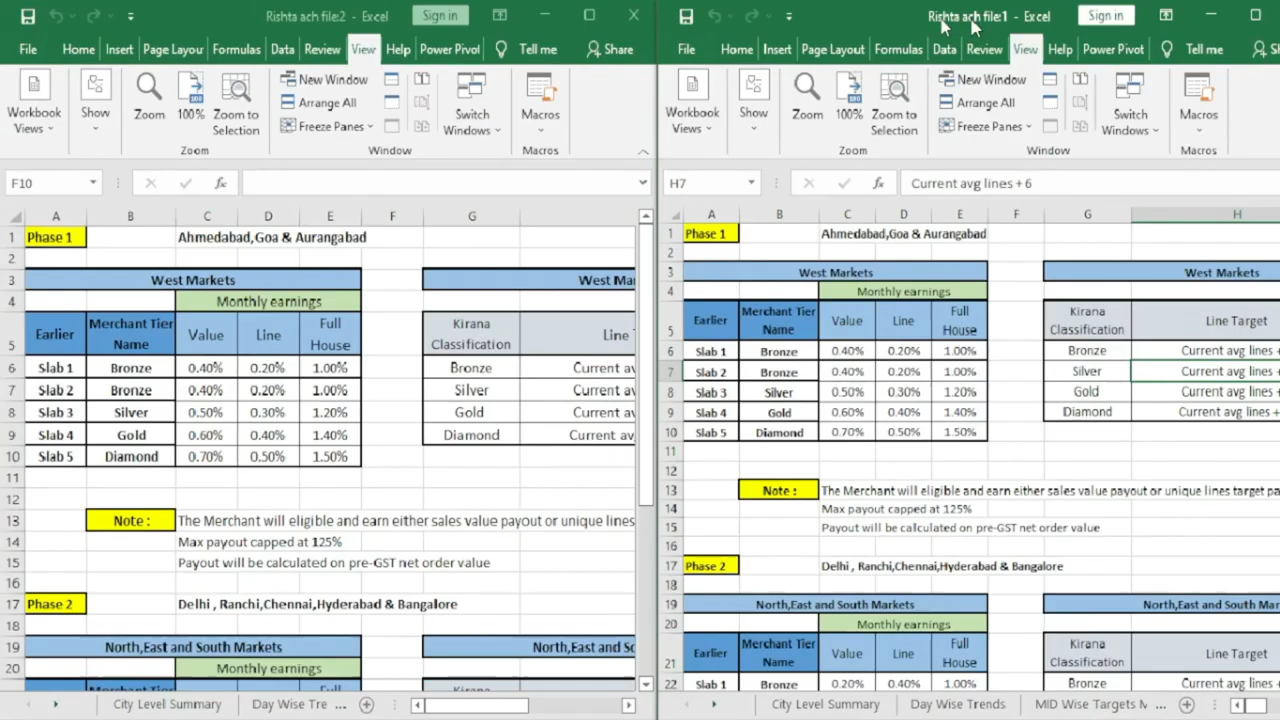 Rishta ach file:2 - Excel
Sign in
File Home Insert Page Layou Formulas Data Review View Help Power Pivot Tell me Share
Workbook Views
Show
Zoom
100%
Zoom to Selection
New Window
Arrange All
Freeze Panes
Switch Windows
Macros
Zoom
Window
Macros
F10
A B C D E F G
1 Phase 1 Ahmedabad,Goa & Aurangabad
2
3 West Markets West Ma
4 Monthly earnings
5 Earlier Merchant Tier Name Value Line Full House Kirana Classification Line
6 Slab 1 Bronze 0.40% 0.20% 1.00% Bronze Current av
7 Slab 2 Bronze 0.40% 0.20% 1.00% Silver Current av
8 Slab 3 Silver 0.50% 0.30% 1.20% Gold Current av
9 Slab 4 Gold 0.60% 0.40% 1.40% Diamond Current avg
10 Slab 5 Diamond 0.70% 0.50% 1.50%
11
12
13 Note : The Merchant will eligible and earn either sales value payout or unique lines
14 Max payout capped at 125%
15 Payout will be calculated on pre-GST net order value
16
17 Phase 2 Delhi , Ranchi,Chennai,Hyderabad & Bangalore
18
19 North,East and South Markets North,East and So
20 Monthly earnings
City Level Summary Day Wise Tre ...
Rishta ach file:1 - Excel
Sign in
File Home Insert Page Layout Formulas Data Review View Help Power Pivot Tell me Sh
Workbook Views
Show
Zoom
100%
Zoom to Selection
New Window
Arrange All
Freeze Panes
Switch Windows
Macros
Zoom
Window
Macros
H7 Current avg lines + 6
A B C D E F G H
1 Phase 1 Ahmedabad,Goa & Aurangabad
2
3 West Markets West Markets
4 Monthly earnings
5 Earlier Merchant Tier Name Value Line Full House Kirana Classification Line Target
6 Slab 1 Bronze 0.40% 0.20% 1.00% Bronze Current avg lines +
7 Slab 2 Bronze 0.40% 0.20% 1.00% Silver Current avg lines +
8 Slab 3 Silver 0.50% 0.30% 1.20% Gold Current avg lines +
9 Slab 4 Gold 0.60% 0.40% 1.40% Diamond Current avg lines +
10 Slab 5 Diamond 0.70% 0.50% 1.50%
11
12
13 Note : The Merchant will eligible and earn either sales value payout or unique lines target pa
14 Max payout capped at 125%
15 Payout will be calculated on pre-GST net order value
16
17 Phase 2 Delhi , Ranchi,Chennai,Hyderabad & Bangalore
18
19 North,East and South Markets North,East and South
20 Monthly earnings
21 Earlier Merchant Tier Name Value Line Full House Kirana Classification Line Target
22 Slab 1 Bronze 0.20% 0.40% 1.00% Bronze Current avg lines +
City Level Summary Day Wise Trends MID Wise Targets M ...